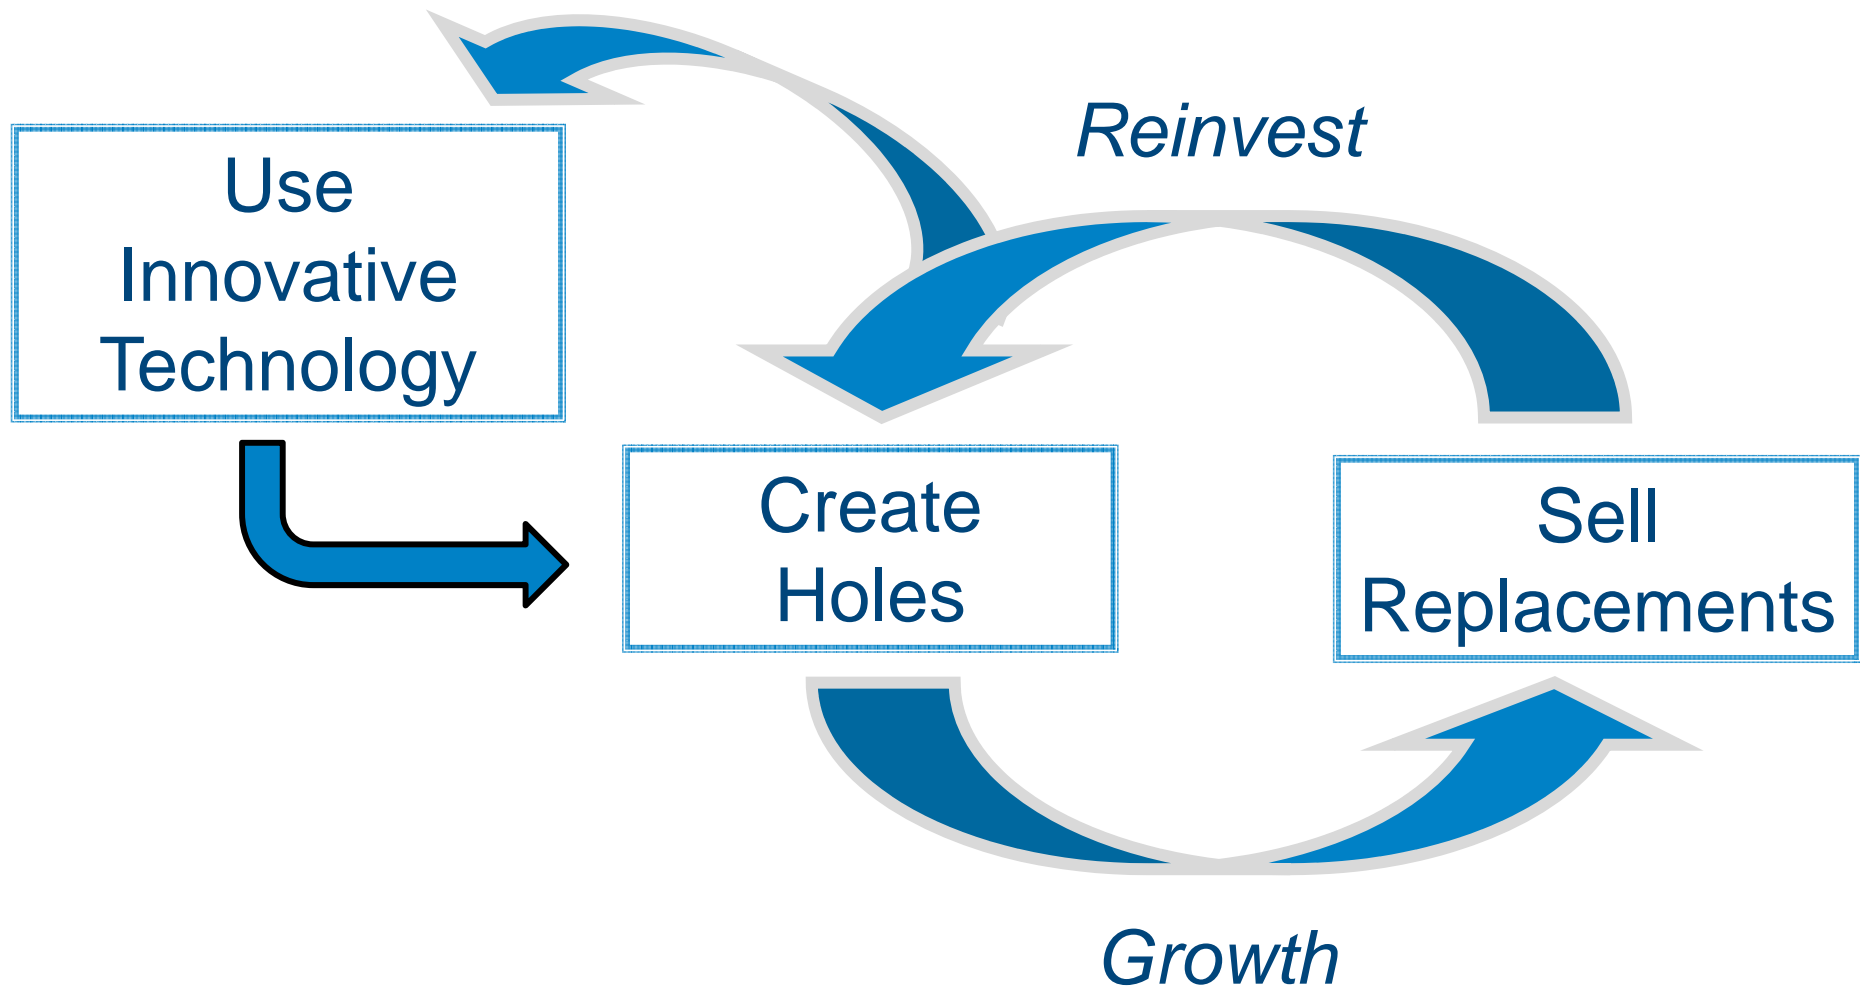 Reinvest
Use
Innovative
Technology
Create
Holes
Sell
Replacements
Growth